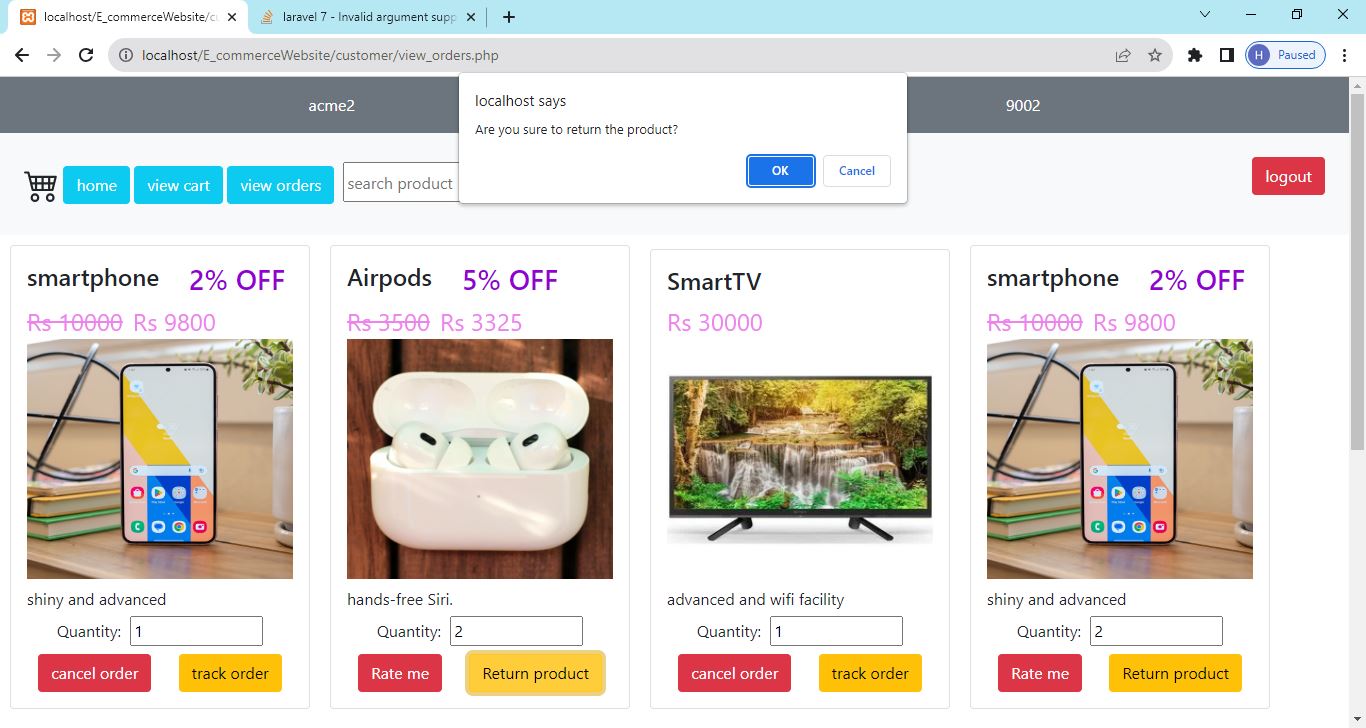 localhost/E_commerceWebsite/cu
laravel 7 - Invalid argument supp
localhost/E_commerceWebsite/customer/view_orders.php
H Paused
acme2
9002
localhost says
Are you sure to return the product?
OK Cancel
home view cart view orders search product logout
smartphone 2% OFF
Rs 10000 Rs 9800
shiny and advanced
Quantity: 1
cancel order track order
Airpods 5% OFF
Rs 3500 Rs 3325
hands-free Siri.
Quantity: 2
Rate me Return product
SmartTV
Rs 30000
advanced and wifi facility
Quantity: 1
cancel order track order
smartphone 2% OFF
Rs 10000 Rs 9800
shiny and advanced
Quantity: 2
Rate me Return product